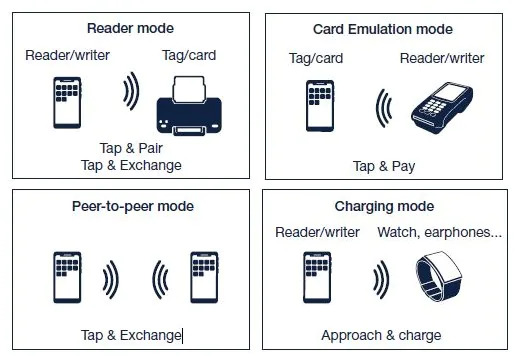 Reader mode
Reader/writer Tag/card
Tap & Pair
Tap & Exchange
Card Emulation mode
Tag/card Reader/writer
Tap & Pay
Peer-to-peer mode
Tap & Exchange
Charging mode
Reader/writer Watch, earphones...
Approach & charge